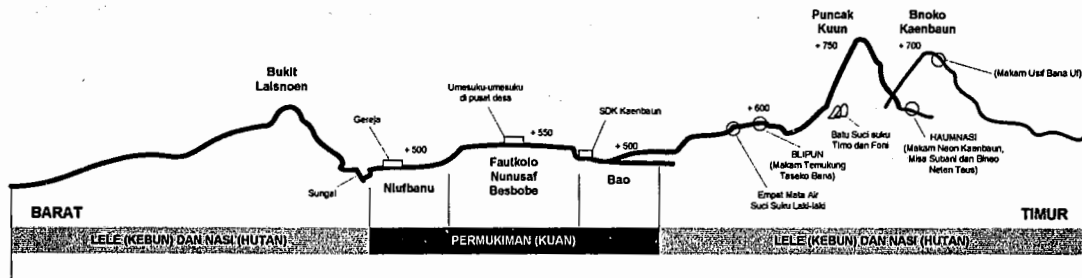 Puncak
Kuun
+ 750
Bnoko
Kaenbaun
+ 700
(Makam Usif Bana Uf)
Bukit
Laisnoen
Umesuku-umesuku
di pusat desa
SDK Kaenbaun
Gereja
+ 500
+ 550
+ 500
+ 600
Batu Suci suku
Timo dan Foni
HAUMNASI
(Makam Neon Kaenbaun,
Misa Subani dan Bineo
Neten Taus)
BLIPUN
(Makam Temukung
Taseko Bana)
Empat Mata Air
Suci Suku Laki-laki
Sungai
Niufbanu
Fautkolo
Nunusaf
Besbobe
Bao
BARAT
TIMUR
LELE (KEBUN) DAN NASI (HUTAN)
PERMUKIMAN (KUAN)
LELE (KEBUN) DAN NASI (HUTAN)